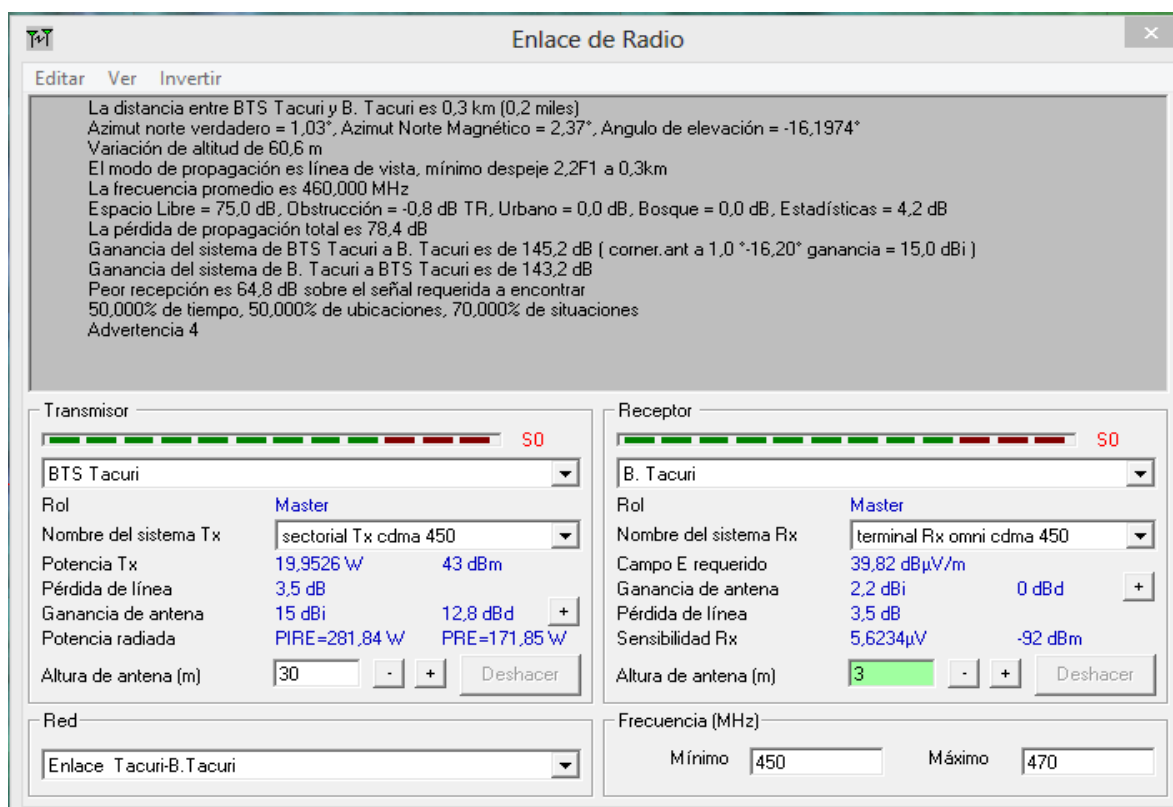 Enlace de Radio
Editar Ver Invertir
La distancia entre BTS Tacuri y B. Tacuri es 0,3 km (0,2 miles)
Azimut norte verdadero = 1,03°, Azimut Norte Magnético = 2,37°, Angulo de elevación = -16,1974°
Variación de altitud de 60,6 m
El modo de propagación es línea de vista, mínimo despeje 2,2F1 a 0,3km
La frecuencia promedio es 460,000 MHz
Espacio Libre = 75,0 dB, Obstrucción = -0,8 dB TR, Urbano = 0,0 dB, Bosque = 0,0 dB, Estadísticas = 4,2 dB
La pérdida de propagación total es 78,4 dB
Ganancia del sistema de BTS Tacuri a B. Tacuri es de 145,2 dB ( corner.ant a 1,0 °-16,20° ganancia = 15,0 dBi )
Ganancia del sistema de B. Tacuri a BTS Tacuri es de 143,2 dB
Peor recepción es 64,8 dB sobre el señal requerida a encontrar
50,000% de tiempo, 50,000% de ubicaciones, 70,000% de situaciones
Advertencia 4
Transmisor
S0
BTS Tacuri
Rol Master
Nombre del sistema Tx sectorial Tx cdma 450
Potencia Tx 19,9526 W 43 dBm
Pérdida de línea 3,5 dB
Ganancia de antena 15 dBi 12,8 dBd +
Potencia radiada PIRE=281,84 W PRE=171,85 W
Altura de antena (m) 30 - + Deshacer
Receptor
S0
B. Tacuri
Rol Master
Nombre del sistema Rx terminal Rx omni cdma 450
Campo E requerido 39,82 dBµV/m
Ganancia de antena 2,2 dBi 0 dBd +
Pérdida de línea 3,5 dB
Sensibilidad Rx 5,6234µV -92 dBm
Altura de antena (m) 3 - + Deshacer
Red
Enlace Tacuri-B.Tacuri
Frecuencia (MHz)
Mínimo 450 Máximo 470